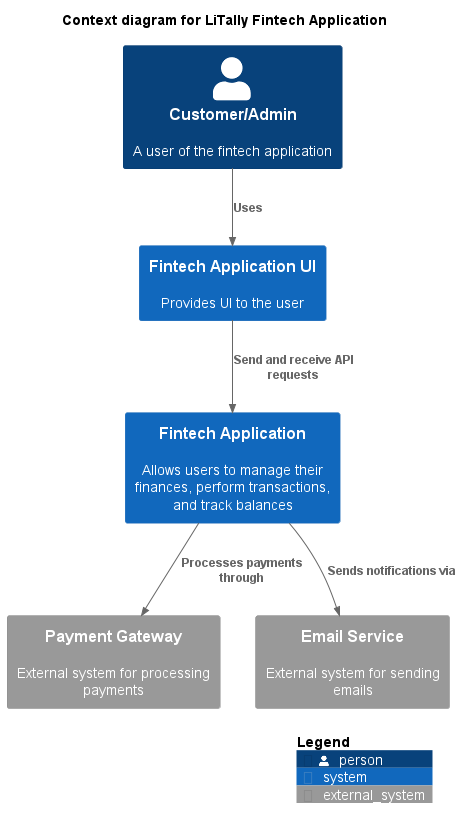 Context diagram for LiTally Fintech Application
Customer/Admin
A user of the fintech application
Uses
Fintech Application UI
Provides UI to the user
Send and receive API
requests
Fintech Application
Allows users to manage their
finances, perform transactions,
and track balances
Processes payments
through
Sends notifications via
Payment Gateway
External system for processing
payments
Email Service
External system for sending
emails
Legend
person
system
external_system